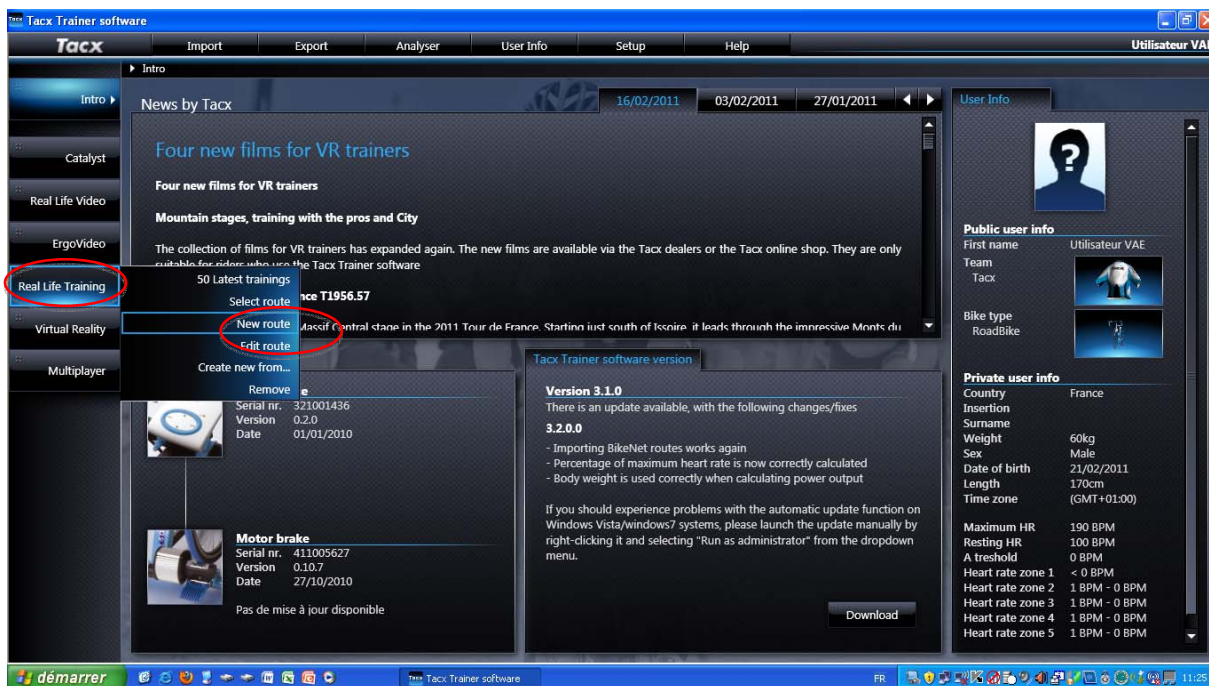 Tacx Trainer software
Tacx
Import
Export
Analyser
User Info
Setup
Help
Utilisateur VAE
Intro
Intro
Catalyst
Real Life Video
ErgoVideo
Real Life Training
Virtual Reality
Multiplayer
50 Latest trainings
Select route
New route
Edit route
Create new from...
Remove
News by Tacx
16/02/2011
03/02/2011
27/01/2011
Four new films for VR trainers
Four new films for VR trainers
Mountain stages, training with the pros and City
The collection of films for VR trainers has expanded again. The new films are available via the Tacx dealers or the Tacx online shop. They are only
suitable for riders who use the Tacx Trainer software
nce T1956.57
Massif Central stage in the 2011 Tour de France. Starting just south of Issoire, it leads through the impressive Monts du
Serial nr. 321001436
Version 0.2.0
Date 01/01/2010
Motor brake
Serial nr. 411005627
Version 0.10.7
Date 27/10/2010
Pas de mise à jour disponible
Tacx Trainer software version
Version 3.1.0
There is an update available, with the following changes/fixes
3.2.0.0
- Importing BikeNet routes works again
- Percentage of maximum heart rate is now correctly calculated
- Body weight is used correctly when calculating power output
If you should experience problems with the automatic update function on
Windows Vista/windows7 systems, please launch the update manually by
right-clicking it and selecting "Run as administrator" from the dropdown
menu.
Download
User Info
Public user info
First name Utilisateur VAE
Team
Tacx
Bike type
RoadBike
Private user info
Country France
Insertion
Surname
Weight 60kg
Sex Male
Date of birth 21/02/2011
Length 170cm
Time zone (GMT+01:00)
Maximum HR 190 BPM
Resting HR 100 BPM
A treshold 0 BPM
Heart rate zone 1 < 0 BPM
Heart rate zone 2 1 BPM - 0 BPM
Heart rate zone 3 1 BPM - 0 BPM
Heart rate zone 4 1 BPM - 0 BPM
Heart rate zone 5 1 BPM - 0 BPM
démarrer
Tacx Trainer software
FR
11:25